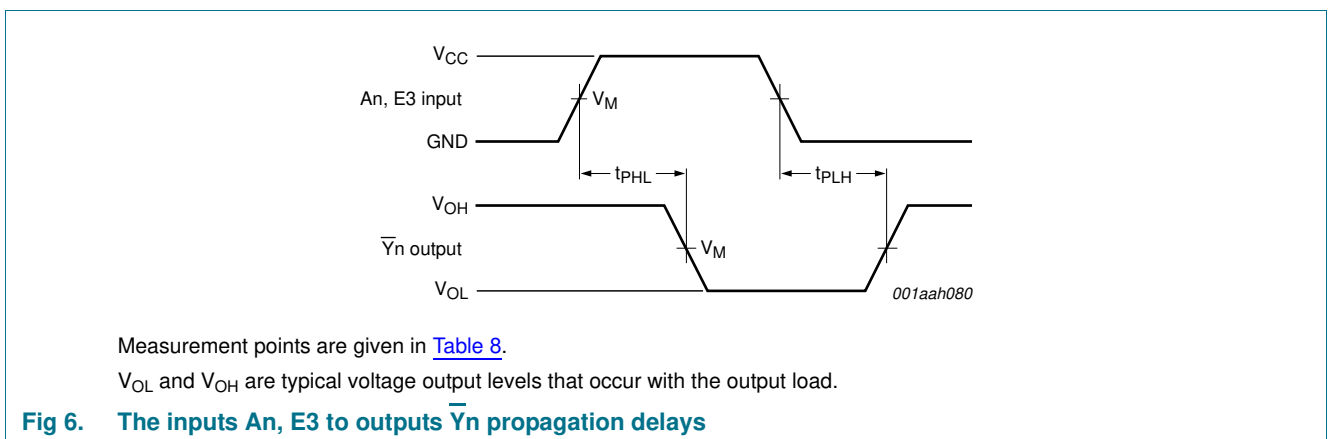 VCC
An, E3 input
VM
GND
tPHL
tPLH
VOH
Y̅n output
VM
VOL
001aah080
Measurement points are given in Table 8.
VOL and VOH are typical voltage output levels that occur with the output load.
Fig 6. The inputs An, E3 to outputs Y̅n propagation delays